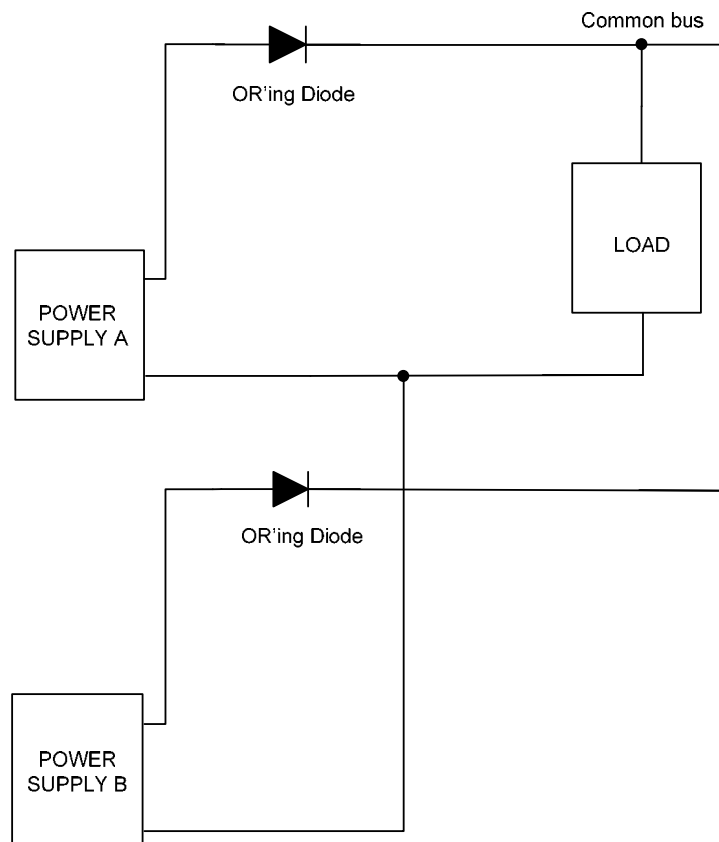 Common bus
OR'ing Diode
LOAD
POWER
SUPPLY A
OR'ing Diode
POWER
SUPPLY B